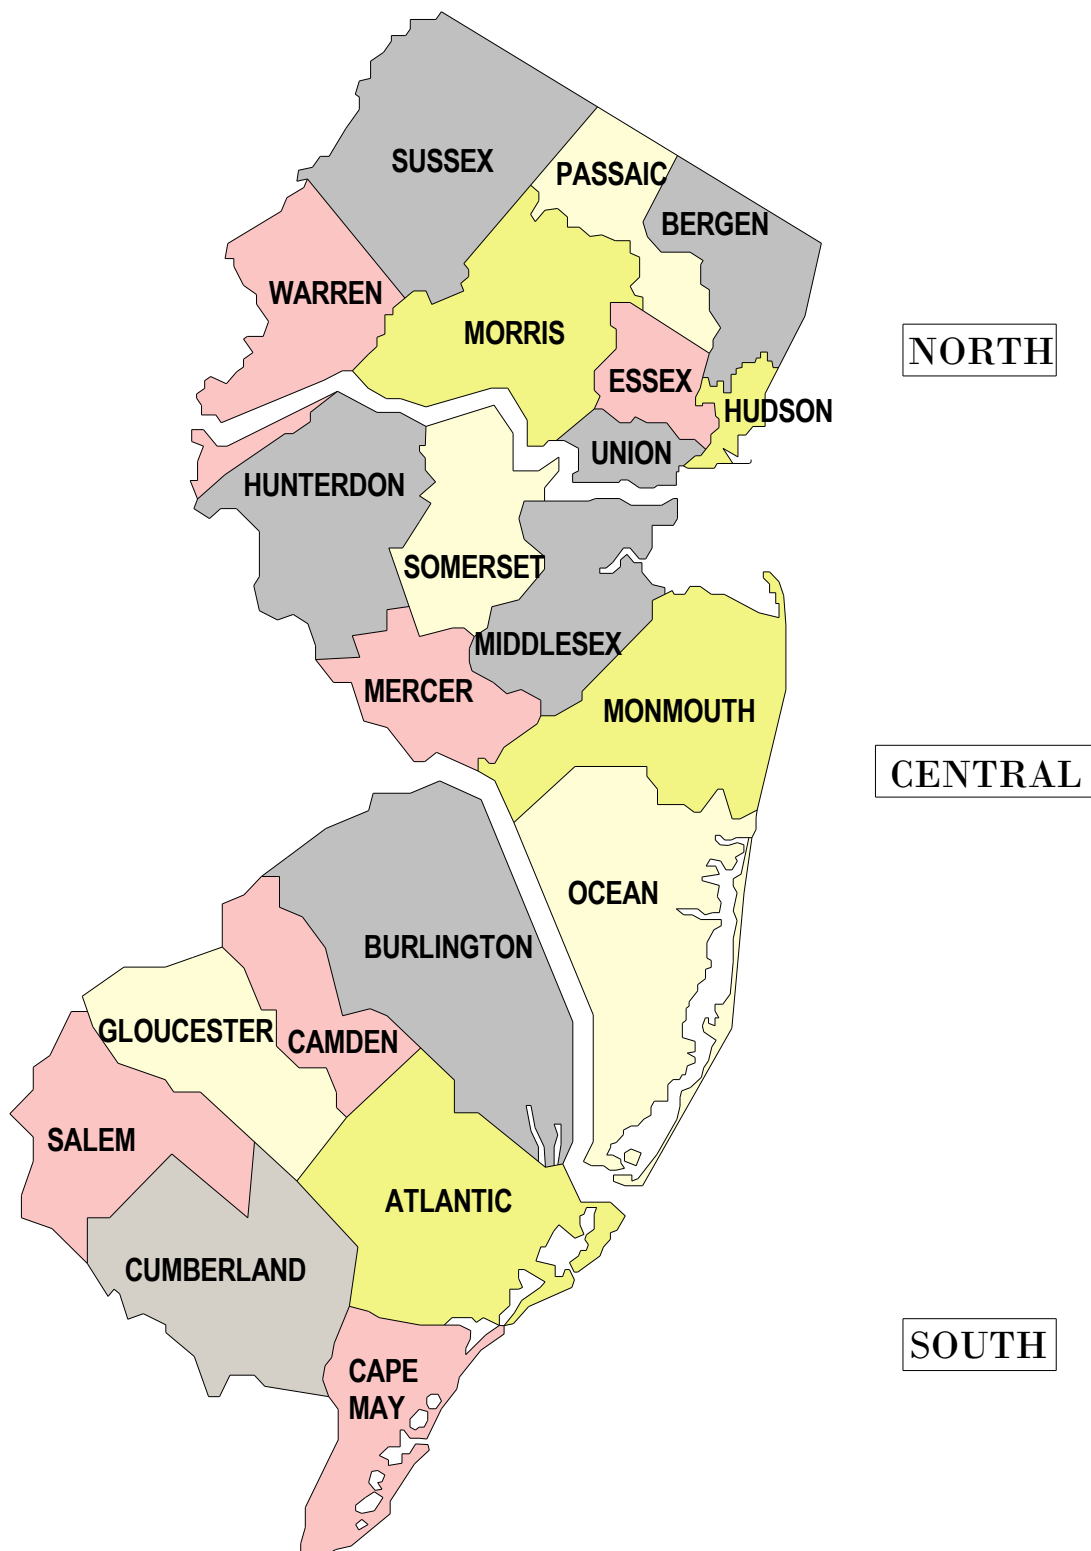 SUSSEX
PASSAIC
BERGEN
WARREN
MORRIS
NORTH
ESSEX
HUDSON
UNION
HUNTERDON
SOMERSET
MIDDLESEX
MERCER
MONMOUTH
CENTRAL
OCEAN
BURLINGTON
GLOUCESTER
CAMDEN
SALEM
ATLANTIC
CUMBERLAND
SOUTH
CAPE
MAY